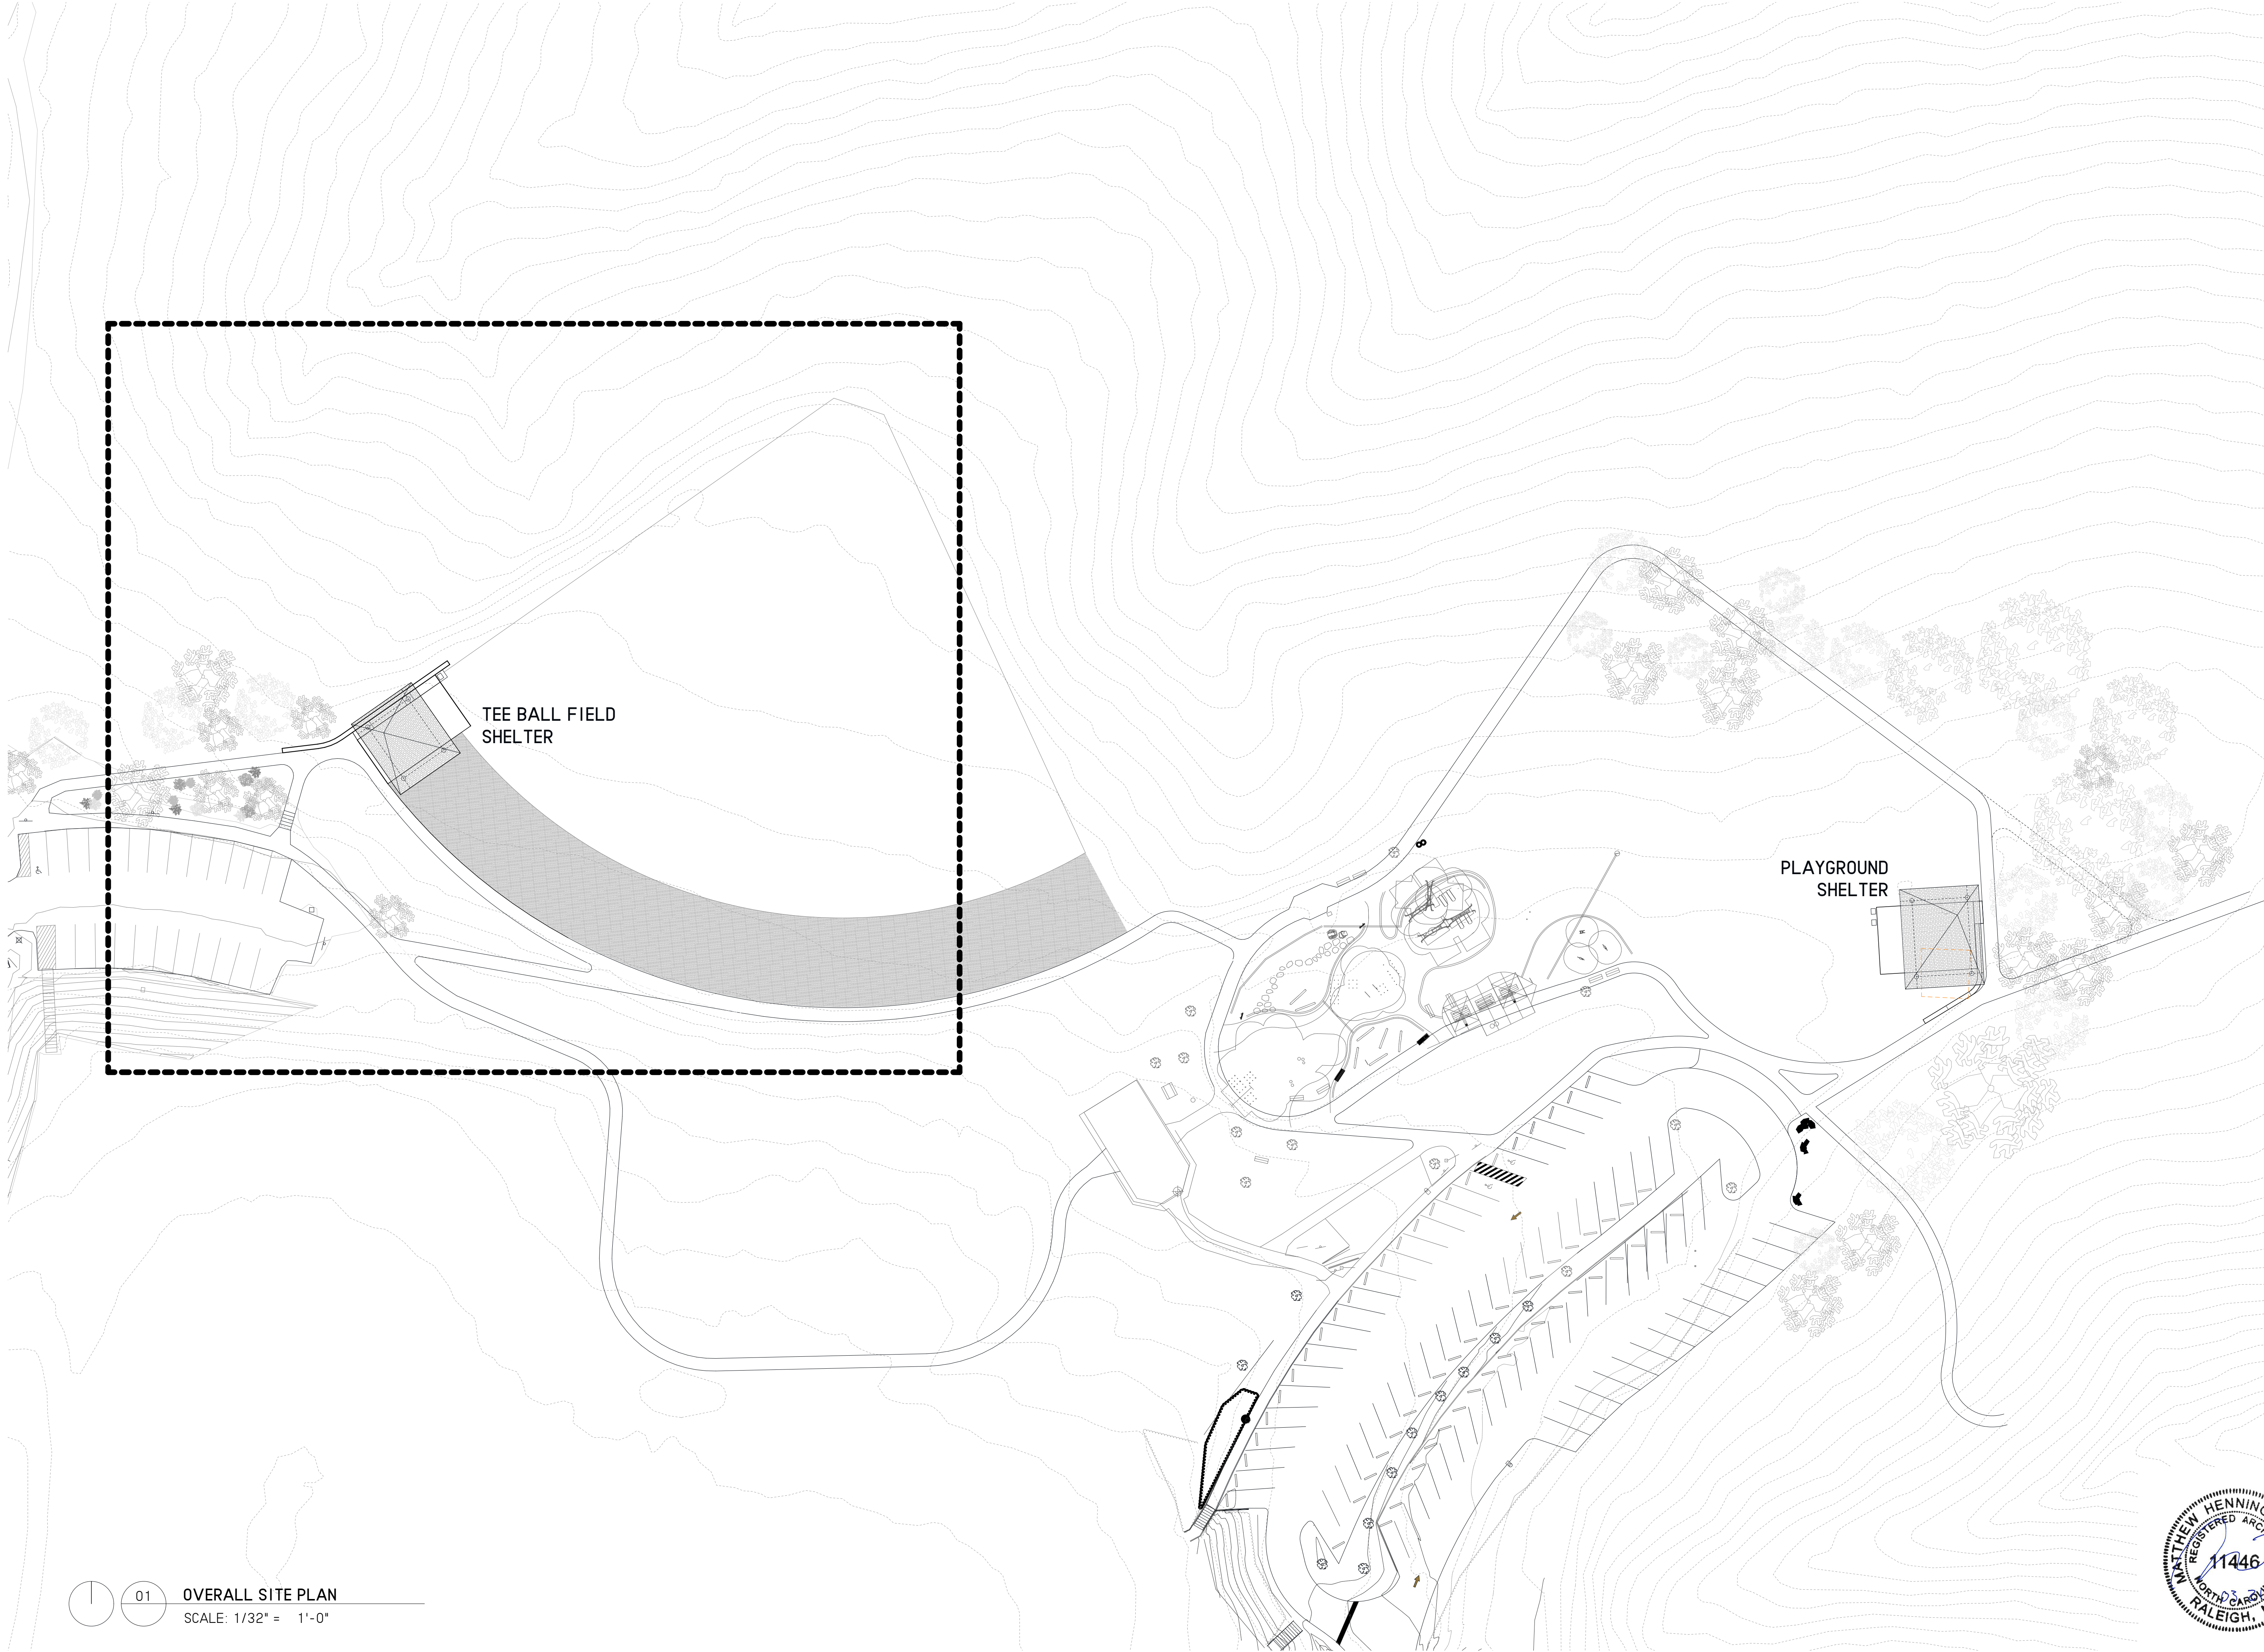 TEE BALL FIELD
SHELTER
PLAYGROUND
SHELTER
01
OVERALL SITE PLAN
SCALE: 1/32" = 1'-0"
MATTHEW HENNING
REGISTERED ARC
11446
NORTH CARO
RALEIGH,